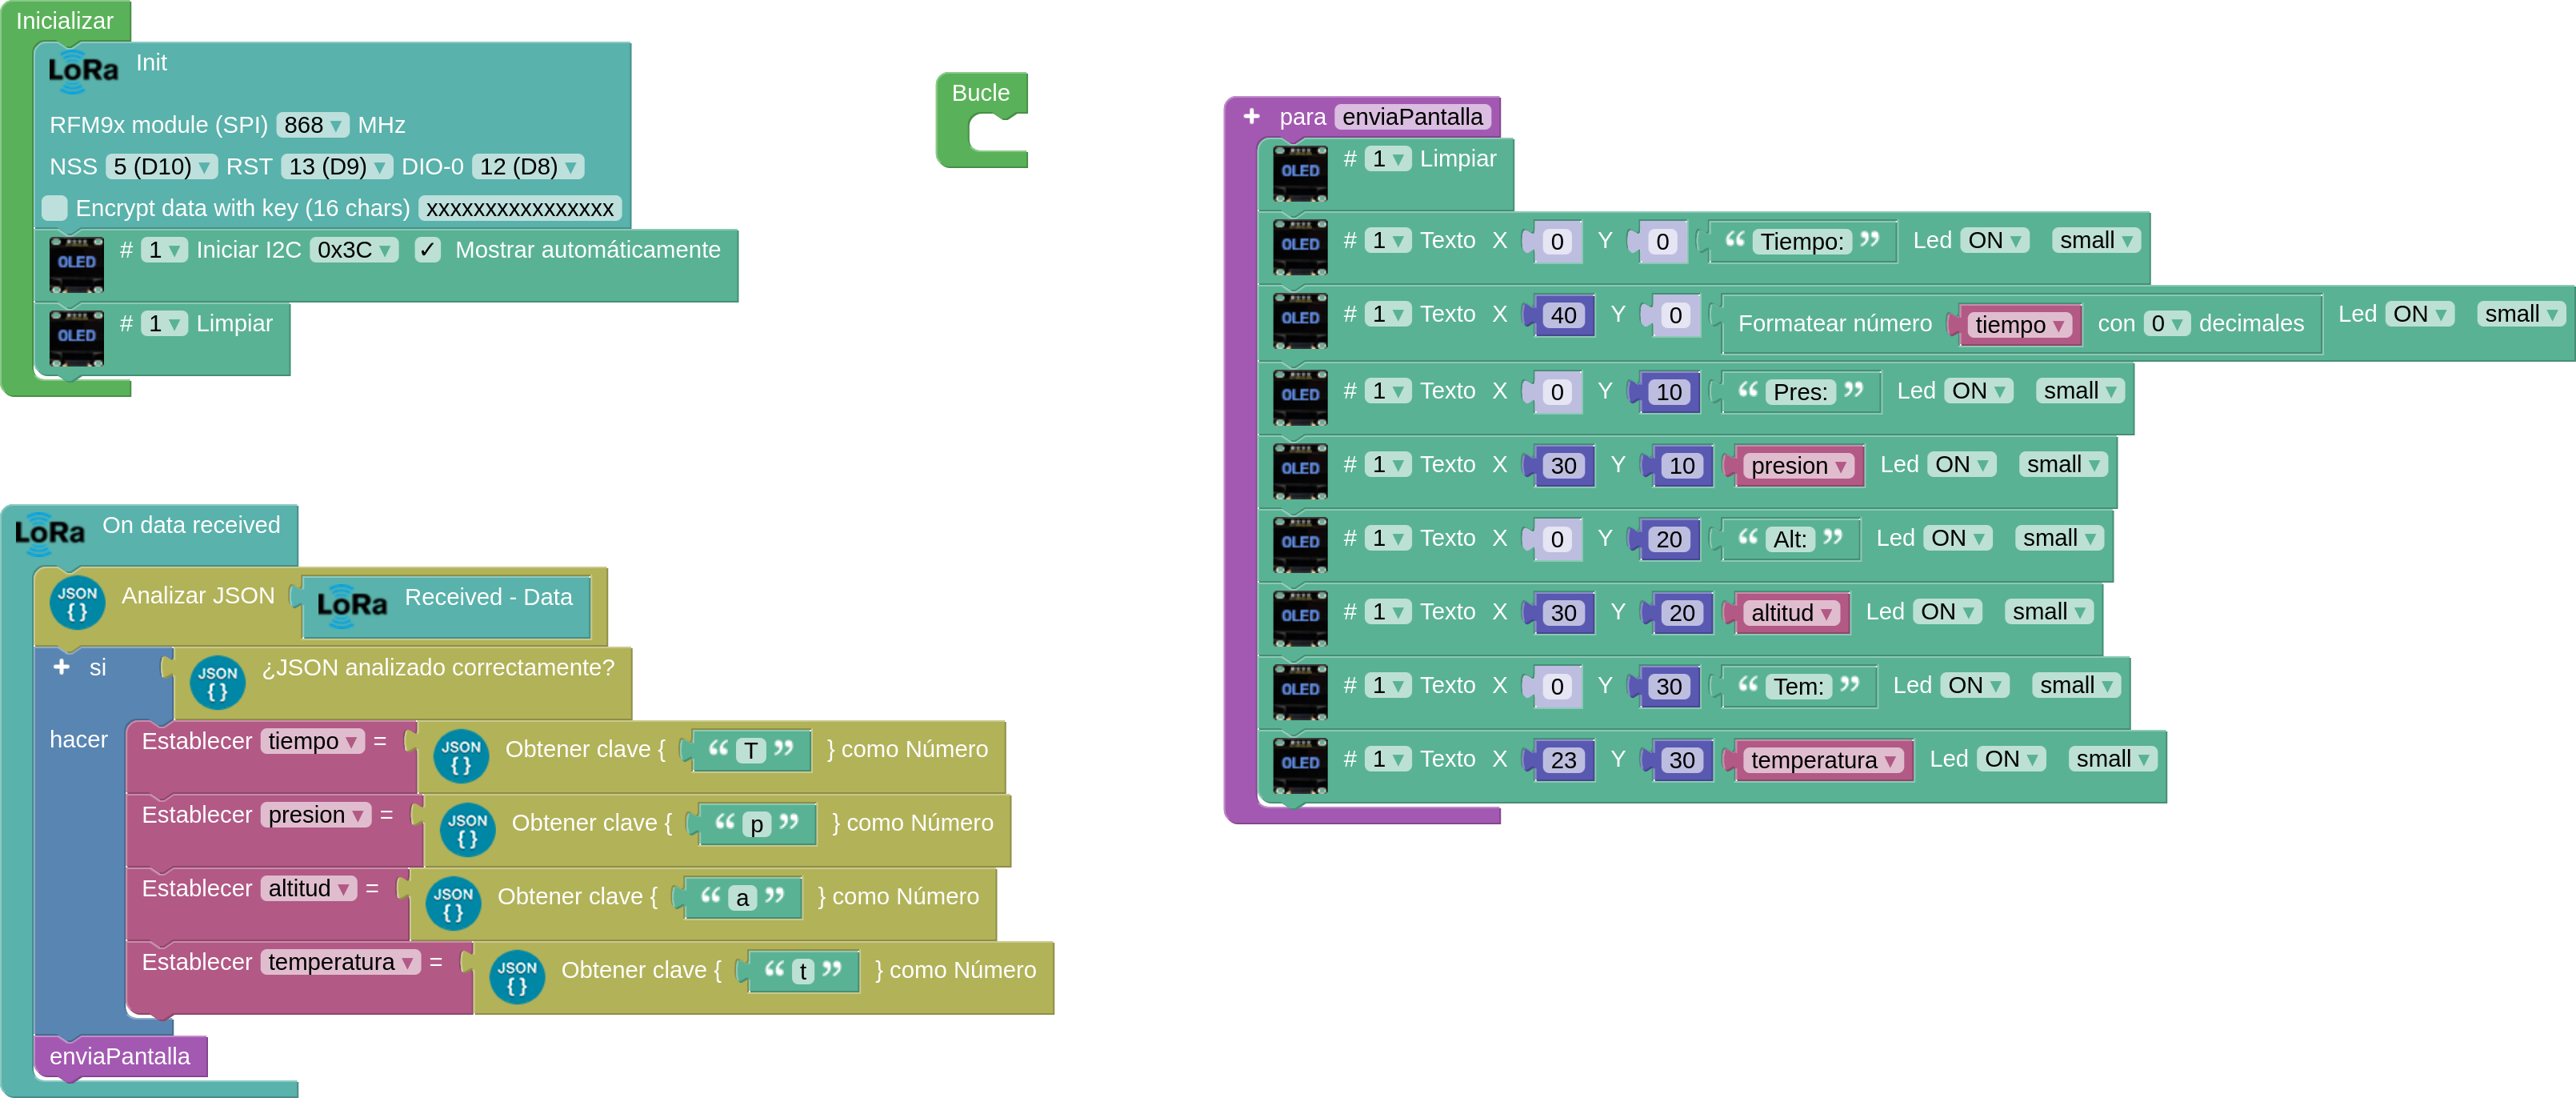 Inicializar
LoRa Init
RFM9x module (SPI) 868 ▾ MHz
NSS 5 (D10) ▾ RST 13 (D9) ▾ DIO-0 12 (D8) ▾
Encrypt data with key (16 chars) xxxxxxxxxxxxxxxx
OLED # 1 ▾ Iniciar I2C 0x3C ▾ ✓ Mostrar automáticamente
OLED # 1 ▾ Limpiar
Bucle
LoRa On data received
JSON { } Analizar JSON LoRa Received - Data
+ si JSON { } ¿JSON analizado correctamente?
hacer Establecer tiempo ▾ = JSON { } Obtener clave { “ T ” } como Número
Establecer presion ▾ = JSON { } Obtener clave { “ p ” } como Número
Establecer altitud ▾ = JSON { } Obtener clave { “ a ” } como Número
Establecer temperatura ▾ = JSON { } Obtener clave { “ t ” } como Número
enviaPantalla
+ para enviaPantalla
OLED # 1 ▾ Limpiar
OLED # 1 ▾ Texto X 0 Y 0 “ Tiempo: ” Led ON ▾ small ▾
OLED # 1 ▾ Texto X 40 Y 0 Formatear número tiempo ▾ con 0 ▾ decimales Led ON ▾ small ▾
OLED # 1 ▾ Texto X 0 Y 10 “ Pres: ” Led ON ▾ small ▾
OLED # 1 ▾ Texto X 30 Y 10 presion ▾ Led ON ▾ small ▾
OLED # 1 ▾ Texto X 0 Y 20 “ Alt: ” Led ON ▾ small ▾
OLED # 1 ▾ Texto X 30 Y 20 altitud ▾ Led ON ▾ small ▾
OLED # 1 ▾ Texto X 0 Y 30 “ Tem: ” Led ON ▾ small ▾
OLED # 1 ▾ Texto X 23 Y 30 temperatura ▾ Led ON ▾ small ▾